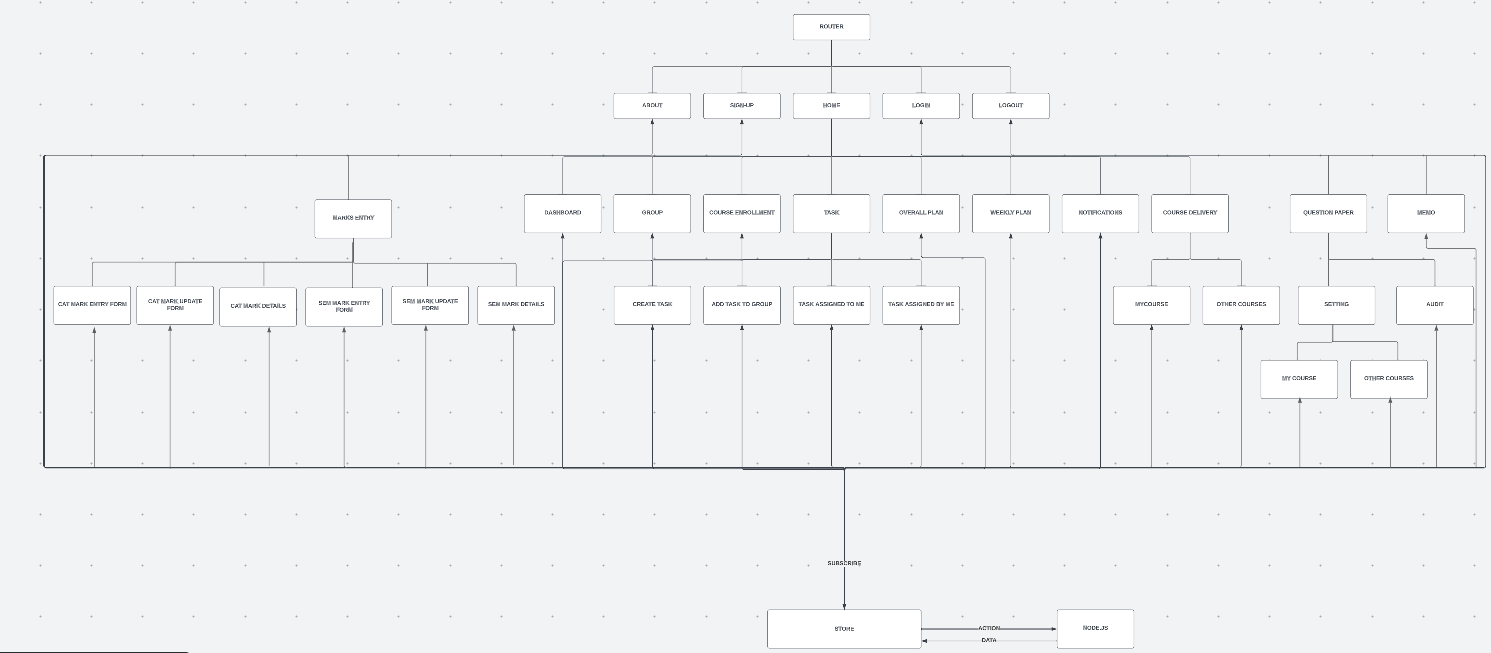 ROUTER
ABOUT
SIGN-UP
HOME
LOGIN
LOGOUT
MARKS ENTRY
DASHBOARD
GROUP
COURSE ENROLLMENT
TASK
OVERALL PLAN
WEEKLY PLAN
NOTIFICATIONS
COURSE DELIVERY
QUESTION PAPER
MEMO
CAT MARK ENTRY FORM
CAT MARK UPDATE
FORM
CAT MARK DETAILS
SEM MARK ENTRY
FORM
SEM MARK UPDATE
FORM
SEM MARK DETAILS
CREATE TASK
ADD TASK TO GROUP
TASK ASSIGNED TO ME
TASK ASSIGNED BY ME
MYCOURSE
OTHER COURSES
SETTING
AUDIT
MY COURSE
OTHER COURSES
SUBSCRIBE
STORE
ACTION
DATA
NODE.JS